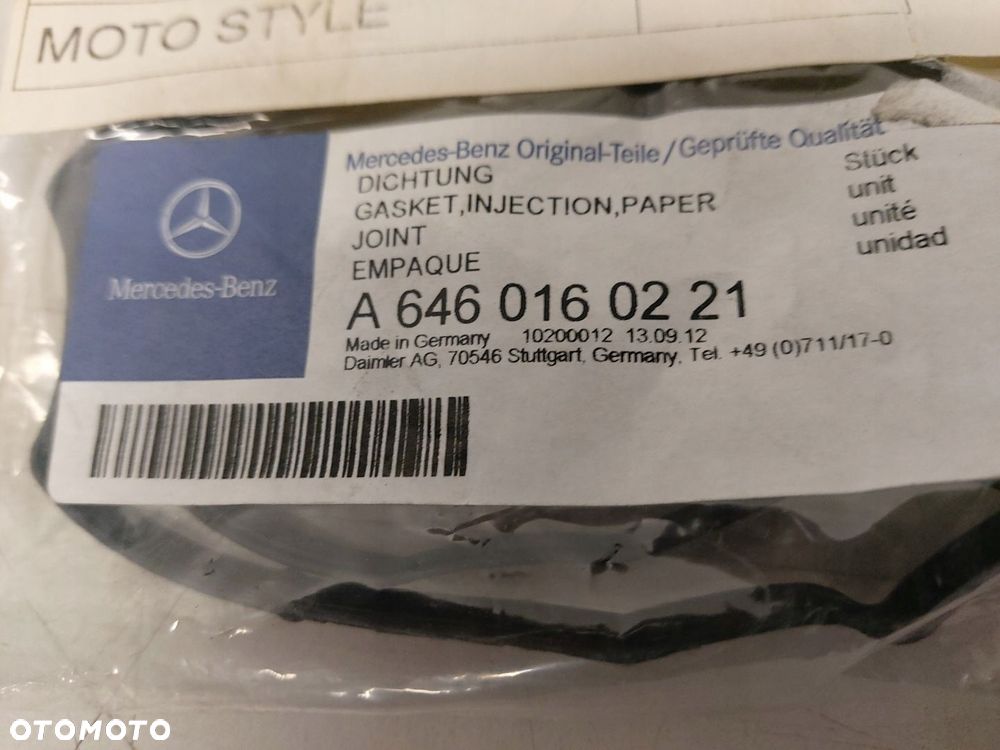 MOTO STYLE
Mercedes-Benz Original-Teile/Geprüfte Qualität
DICHTUNG Stück
GASKET,INJECTION,PAPER unit
JOINT unité
EMPAQUE unidad
Mercedes-Benz
A 646 016 02 21
Made in Germany 10200012 13.09.12
Daimler AG, 70546 Stuttgart, Germany, Tel. +49 (0)711/17-0
OTOMOTO